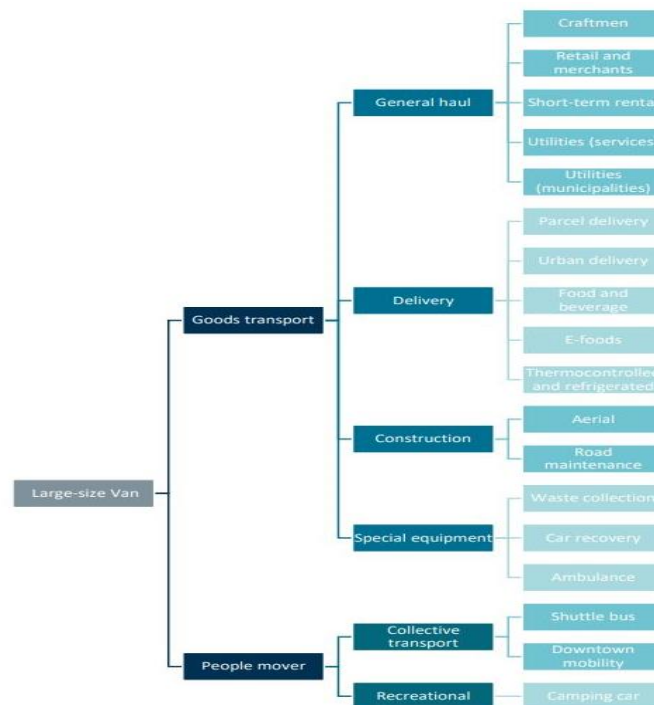 Craftmen
Retail and
merchants
General haul
Short-term renta
Utilities (services
Utilities
(municipalities)
Parcel delivery
Urban delivery
Delivery
Food and
beverage
Goods transport
E-foods
Thermocontrolled
and refrigerated
Aerial
Construction
Road
maintenance
Large-size Van
Waste collection
Special equipment
Car recovery
Ambulance
Shuttle bus
Collective
transport
Downtown
mobility
People mover
Recreational
Camping car